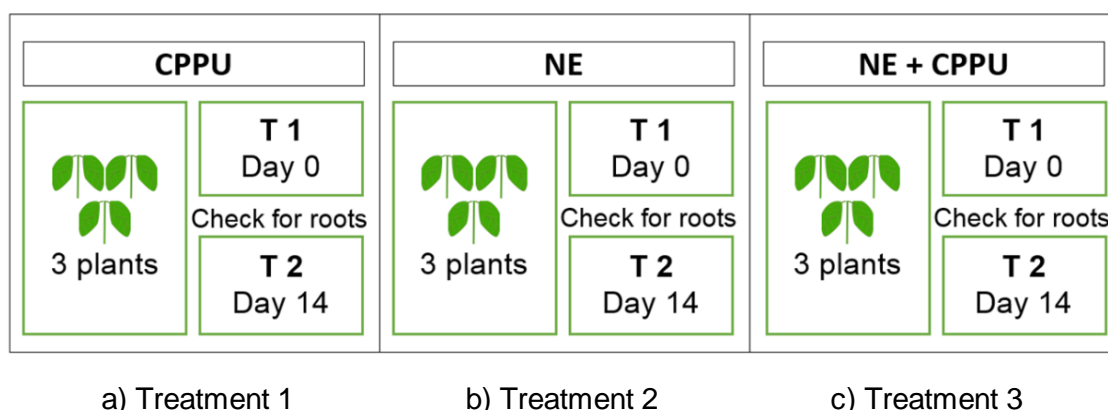 CPPU
3 plants
T 1
Day 0
Check for roots
T 2
Day 14
NE
3 plants
T 1
Day 0
Check for roots
T 2
Day 14
NE + CPPU
3 plants
T 1
Day 0
Check for roots
T 2
Day 14
a) Treatment 1
b) Treatment 2
c) Treatment 3